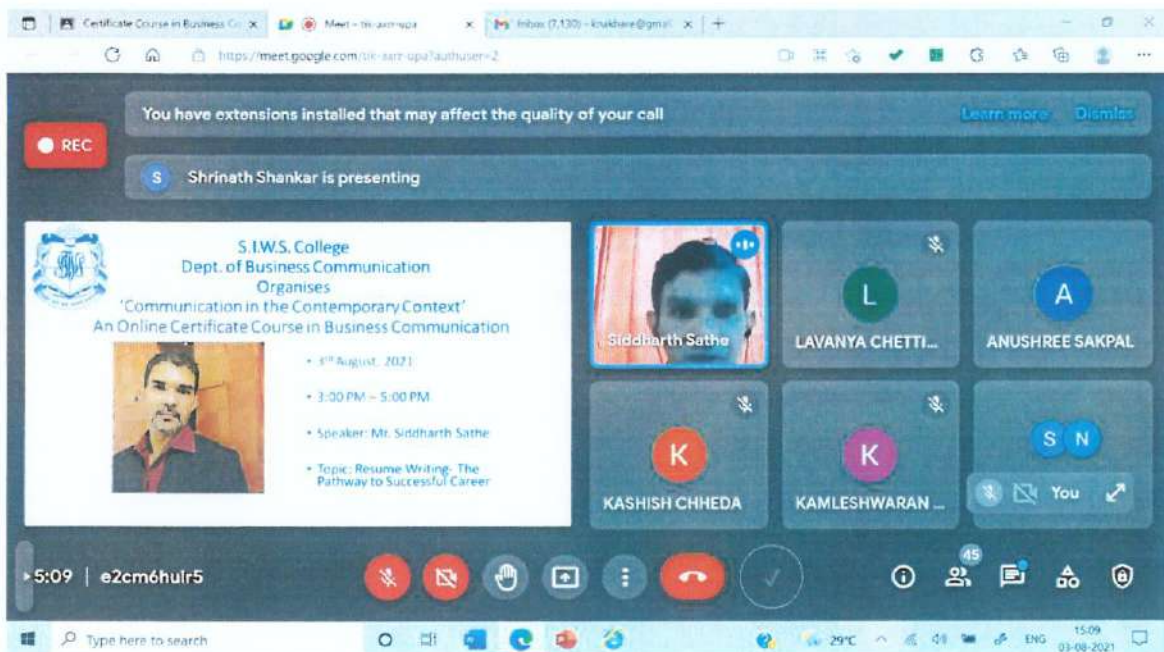 Certificate Course in Business Co
Meet – trk-axrr-upa
Inbox (7,130) - krukhare@gmail
https://meet.google.com/trk-axrr-upa?authuser=2
You have extensions installed that may affect the quality of your call
Learn more
Dismiss
REC
S
Shrinath Shankar is presenting
S.I.W.S. College
Dept. of Business Communication
Organises
'Communication in the Contemporary Context'
An Online Certificate Course in Business Communication
• 3rd August, 2021
• 3:00 PM – 5:00 PM
• Speaker: Mr. Siddharth Sathe
• Topic: Resume Writing- The
Pathway to Successful Career
Siddharth Sathe
L
LAVANYA CHETTI...
A
ANUSHREE SAKPAL
K
KASHISH CHHEDA
K
KAMLESHWARAN ...
S N
You
5:09 | e2cm6hulr5
45
Type here to search
29°C
ENG
15:09
03-08-2021